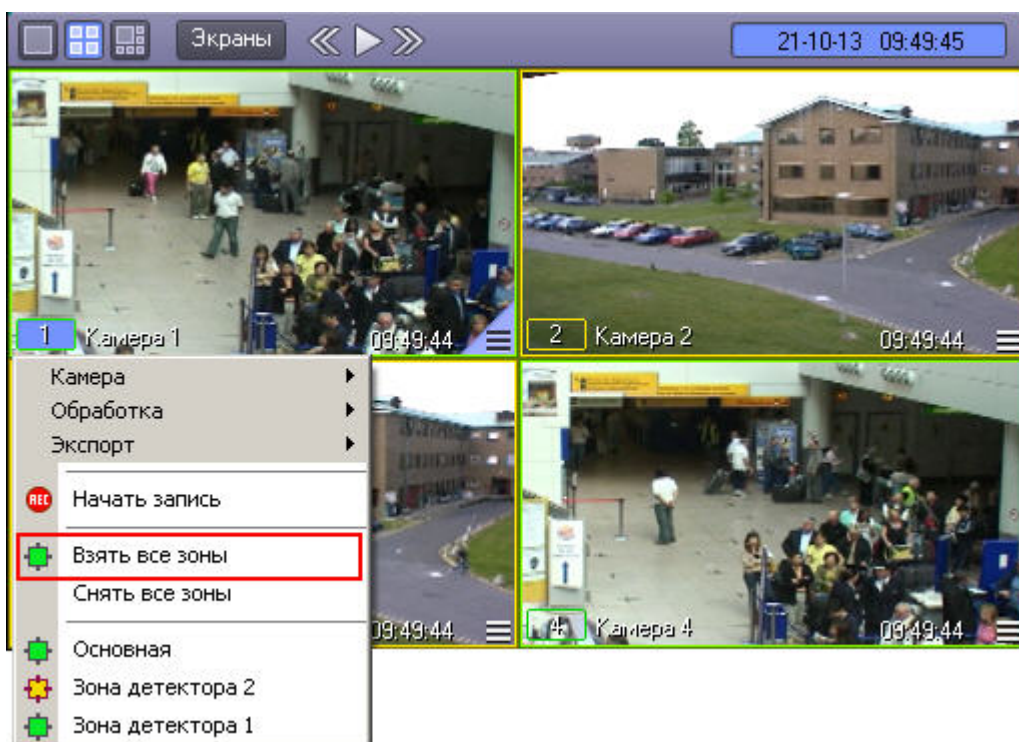 Экраны
21-10-13 09:49:45
1 Камера 1 09:49:44
2 Камера 2 09:49:44
Камера
Обработка
Экспорт
REC Начать запись
Взять все зоны
Снять все зоны
09:49:44
4 Камера 4 09:49:44
Основная
Зона детектора 2
Зона детектора 1